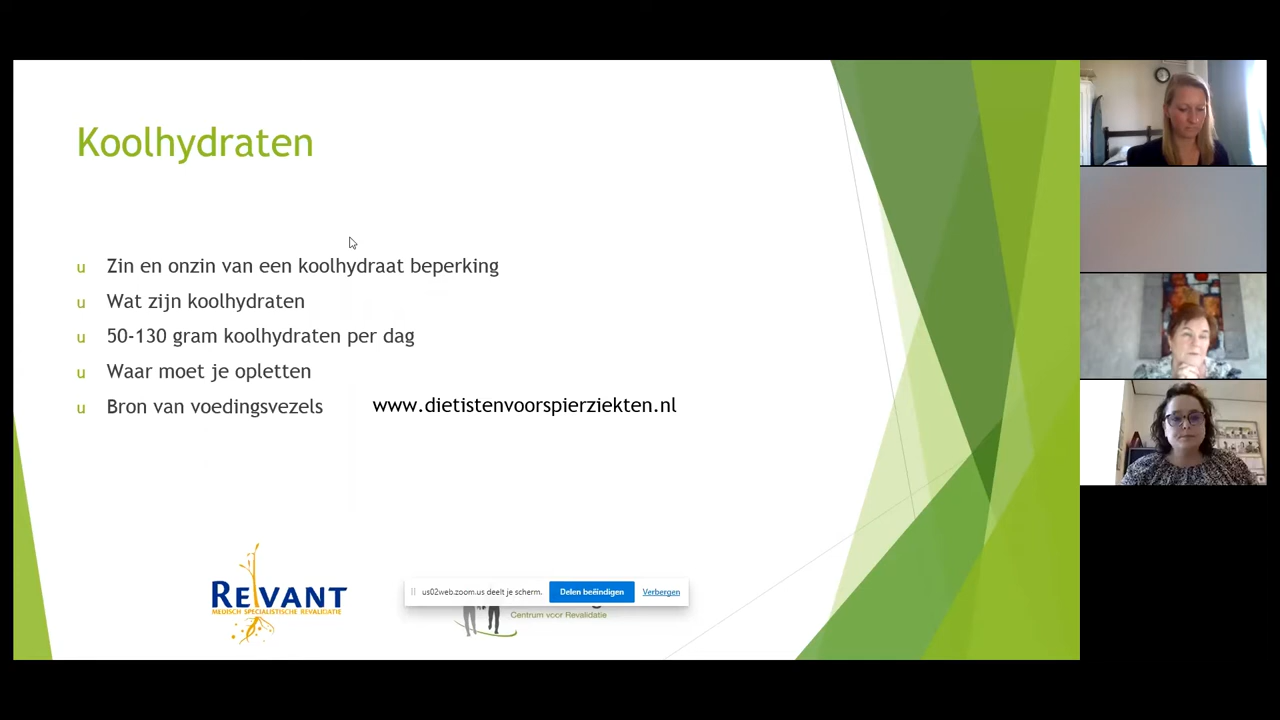 Koolhydraten
u Zin en onzin van een koolhydraat beperking
u Wat zijn koolhydraten
u 50-130 gram koolhydraten per dag
u Waar moet je opletten
u Bron van voedingsvezels www.dietistenvoorspierziekten.nl
REVANT
MEDISCH SPECIALISTISCHE REVALIDATIE
us02web.zoom.us deelt je scherm. Delen beëindigen Verbergen
Centrum voor Revalidatie